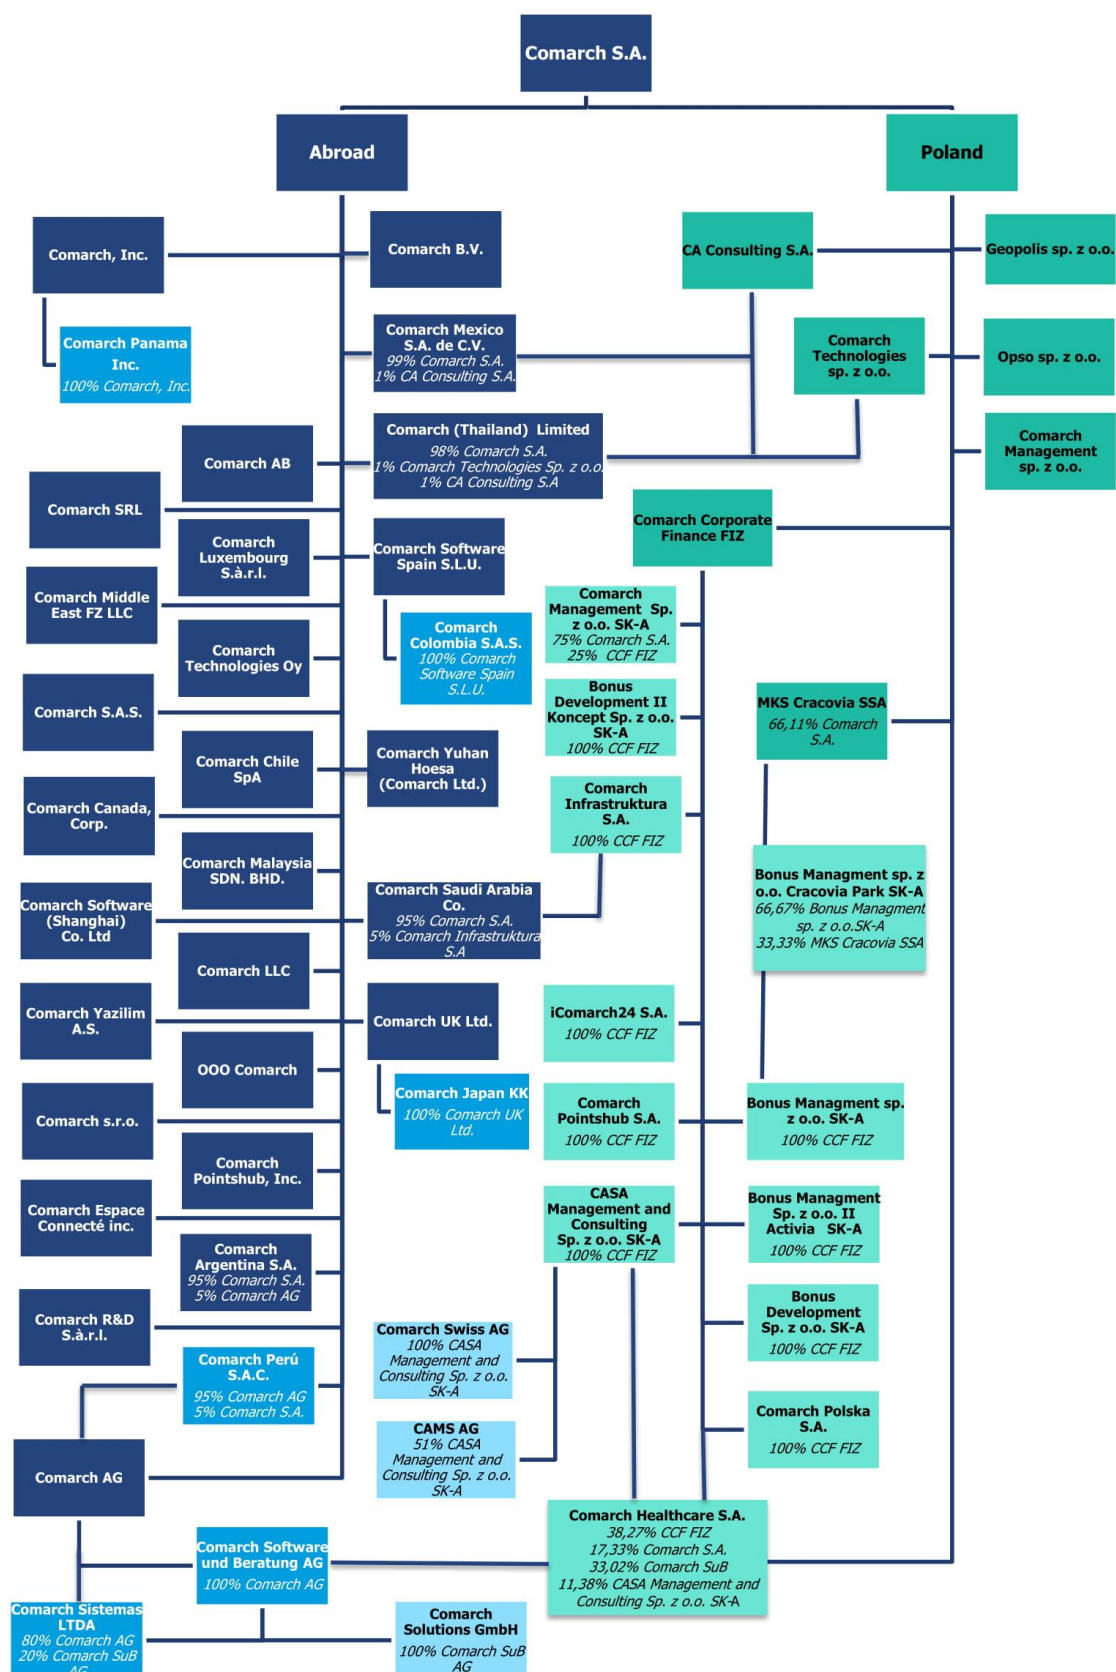 Comarch S.A.
Abroad
Poland
Comarch, Inc.
Comarch B.V.
CA Consulting S.A.
Geopolis sp. z o.o.
Comarch Panama
Inc.
100% Comarch, Inc.
Comarch Mexico
S.A. de C.V.
99% Comarch S.A.
1% CA Consulting S.A.
Comarch
Technologies
sp. z o.o.
Opso sp. z o.o.
Comarch AB
Comarch (Thailand) Limited
98% Comarch S.A.
1% Comarch Technologies Sp. z o.o.
1% CA Consulting S.A
Comarch
Management
sp. z o.o.
Comarch SRL
Comarch
Luxembourg
S.à.r.l.
Comarch Software
Spain S.L.U.
Comarch Corporate
Finance FIZ
Comarch Middle
East FZ LLC
Comarch
Colombia S.A.S.
100% Comarch
Software Spain
S.L.U.
Comarch
Management Sp.
z o.o. SK-A
75% Comarch S.A.
25% CCF FIZ
Comarch
Technologies Oy
Comarch S.A.S.
Bonus
Development II
Koncept Sp. z o.o.
SK-A
100% CCF FIZ
MKS Cracovia SSA
66,11% Comarch
S.A.
Comarch Chile
SpA
Comarch Yuhan
Hoesa
(Comarch Ltd.)
Comarch
Infrastruktura
S.A.
100% CCF FIZ
Comarch Canada,
Corp.
Comarch Malaysia
SDN. BHD.
Bonus Managment sp. z
o.o. Cracovia Park SK-A
66,67% Bonus Managment
sp. z o.o.SK-A
33,33% MKS Cracovia SSA
Comarch Software
(Shanghai)
Co. Ltd
Comarch Saudi Arabia
Co.
95% Comarch S.A.
5% Comarch Infrastruktura
S.A
Comarch LLC
Comarch Yazilim
A.S.
Comarch UK Ltd.
iComarch24 S.A.
100% CCF FIZ
OOO Comarch
Comarch Japan KK
100% Comarch UK
Ltd.
Comarch s.r.o.
Comarch
Pointshub S.A.
100% CCF FIZ
Bonus Managment sp.
z o.o. SK-A
100% CCF FIZ
Comarch
Pointshub, Inc.
Comarch Espace
Connecté inc.
CASA
Management and
Consulting
Sp. z o.o. SK-A
100% CCF FIZ
Bonus Managment
Sp. z o.o. II
Activia SK-A
100% CCF FIZ
Comarch
Argentina S.A.
95% Comarch S.A.
5% Comarch AG
Comarch R&D
S.à.r.l.
Comarch Swiss AG
100% CASA
Management and
Consulting Sp. z o.o.
SK-A
Bonus
Development
Sp. z o.o. SK-A
100% CCF FIZ
Comarch Perú
S.A.C.
95% Comarch AG
5% Comarch S.A.
CAMS AG
51% CASA
Management and
Consulting Sp. z o.o.
SK-A
Comarch Polska
S.A.
100% CCF FIZ
Comarch AG
Comarch Software
und Beratung AG
100% Comarch AG
Comarch Healthcare S.A.
38,27% CCF FIZ
17,33% Comarch S.A.
33,02% Comarch SuB
11,38% CASA Management and
Consulting Sp. z o.o. SK-A
Comarch Sistemas
LTDA
80% Comarch AG
20% Comarch SuB
AG
Comarch
Solutions GmbH
100% Comarch SuB
AG